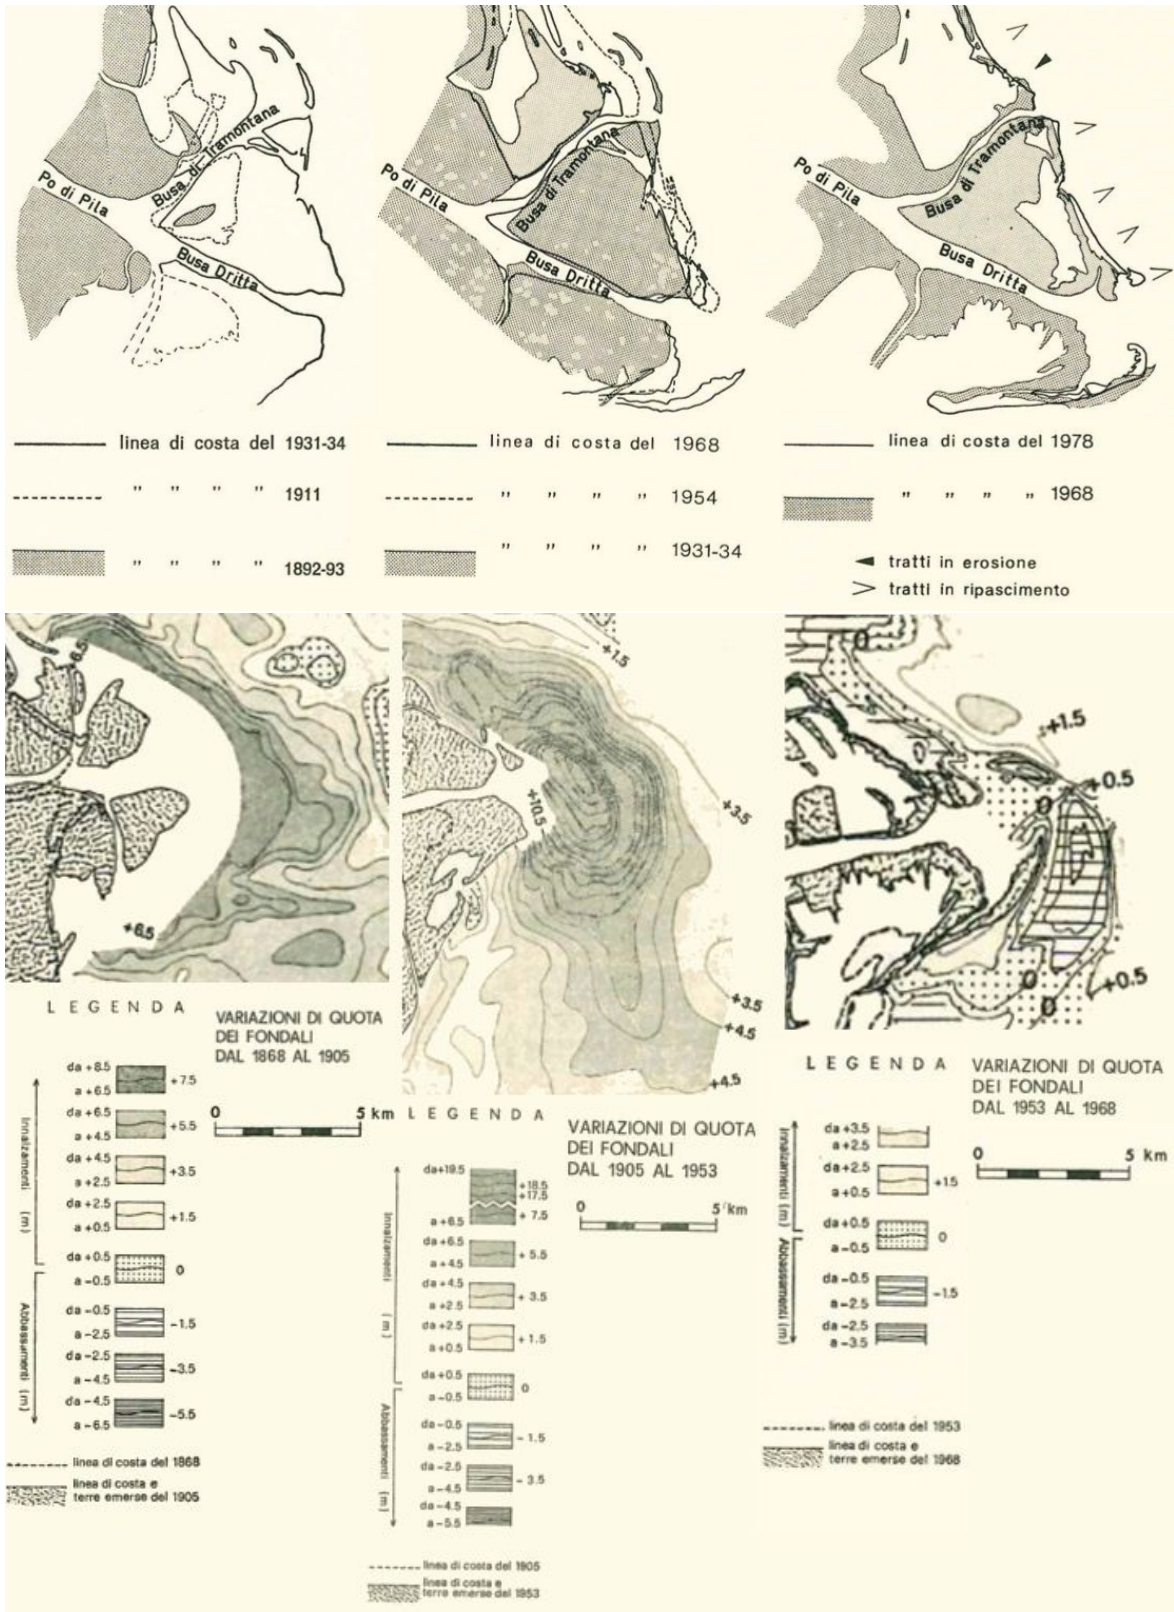 Po di Pila
Busa di Tramontana
Busa Dritta
linea di costa del 1931-34
" " " " 1911
" " " " 1892-93
Po di Pila
Busa di Tramontana
Busa Dritta
linea di costa del 1968
" " " " 1954
" " " " 1931-34
Po di Pila
Busa di Tramontana
Busa Dritta
linea di costa del 1978
" " " " 1968
tratti in erosione
tratti in ripascimento
6.5
+6.5
LEGENDA
VARIAZIONI DI QUOTA
DEI FONDALI
DAL 1868 AL 1905
0 5 km
Innalzamenti (m)
da +8.5
a +6.5
+7.5
da +6.5
a +4.5
+5.5
da +4.5
a +2.5
+3.5
da +2.5
a +0.5
+1.5
da +0.5
a -0.5
0
Abbassamenti (m)
da -0.5
a -2.5
-1.5
da -2.5
a -4.5
-3.5
da -4.5
a -6.5
-5.5
linea di costa del 1868
linea di costa e
terre emerse del 1905
+1.5
+3.5
+10.5
+3.5
+4.5
+4.5
LEGENDA
VARIAZIONI DI QUOTA
DEI FONDALI
DAL 1905 AL 1953
0 5 km
Innalzamenti (m)
da +19.5
+18.5
+17.5
a +6.5
+7.5
da +6.5
a +4.5
+5.5
da +4.5
a +2.5
+3.5
da +2.5
a +0.5
+1.5
da +0.5
a -0.5
0
Abbassamenti (m)
da -0.5
a -2.5
-1.5
da -2.5
a -4.5
-3.5
da -4.5
a -5.5
linea di costa del 1905
linea di costa e
terre emerse del 1953
0
+1.5
+0.5
0
0
0
+0.5
LEGENDA
VARIAZIONI DI QUOTA
DEI FONDALI
DAL 1953 AL 1968
0 5 km
Innalzamenti (m)
da +3.5
a +2.5
da +2.5
a +0.5
+1.5
da +0.5
a -0.5
0
Abbassamenti (m)
da -0.5
a -2.5
-1.5
da -2.5
a -3.5
linea di costa del 1953
linea di costa e
terre emerse del 1968